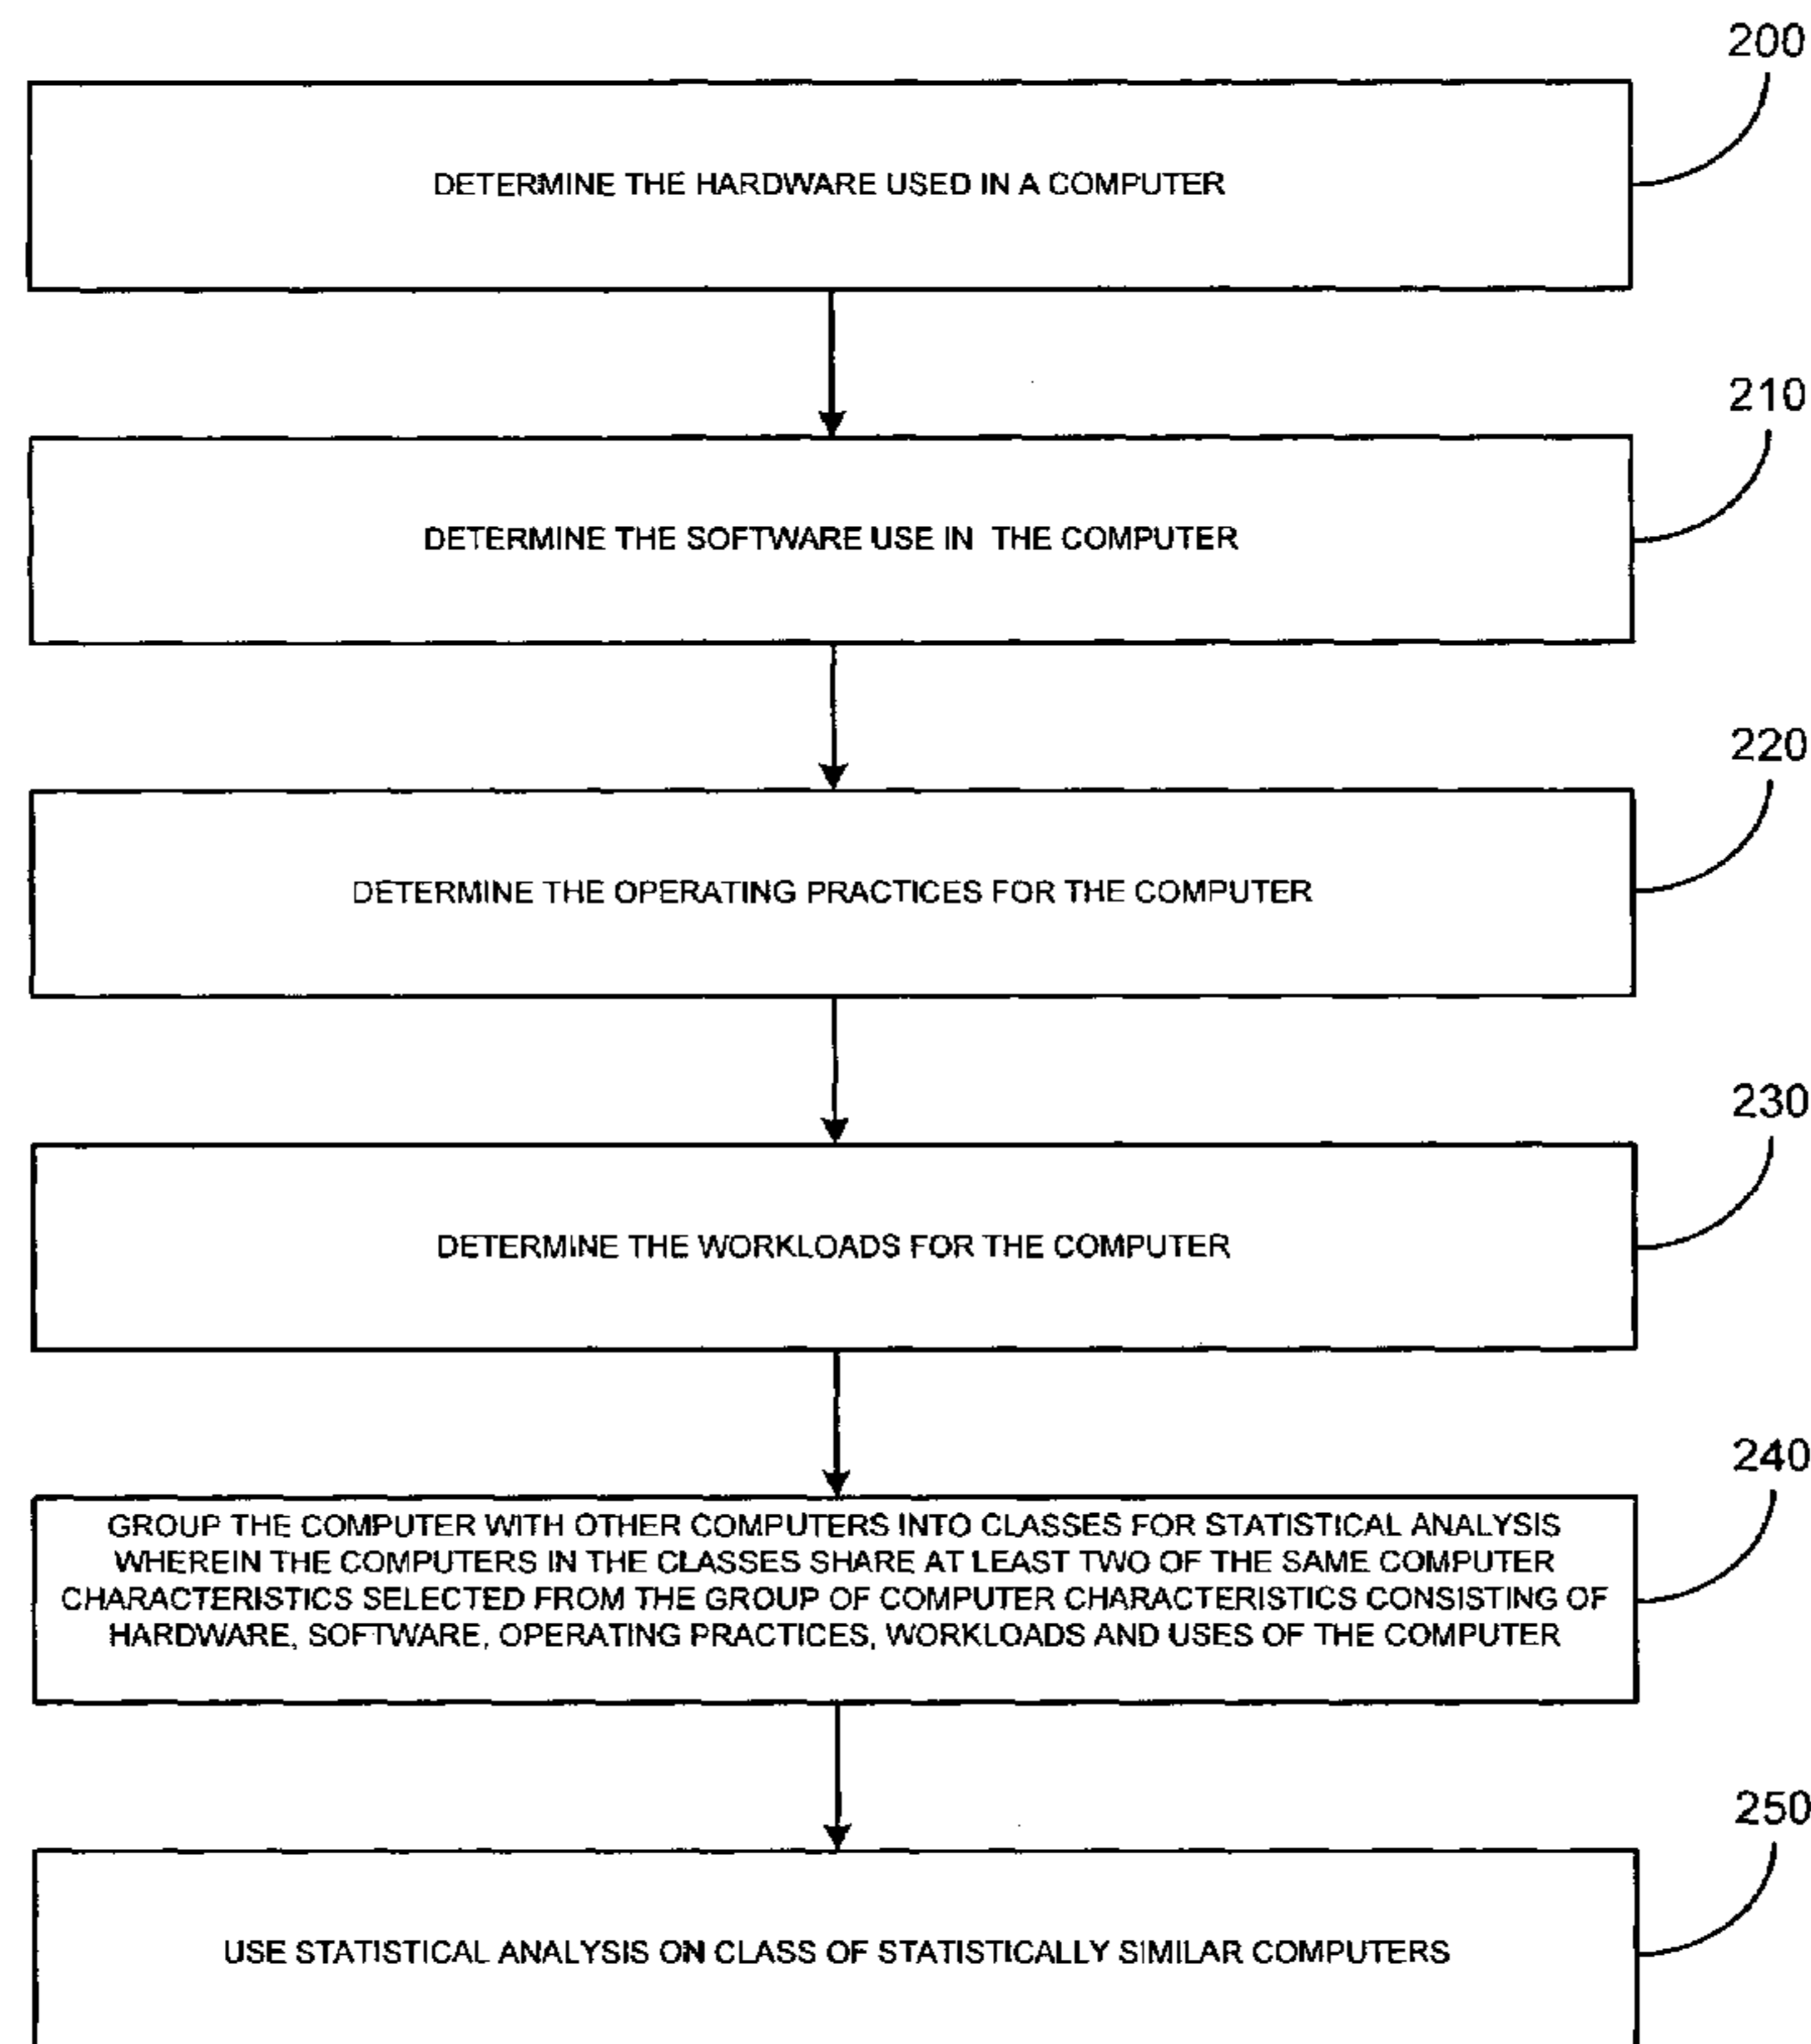 200
DETERMINE THE HARDWARE USED IN A COMPUTER
210
DETERMINE THE SOFTWARE USE IN THE COMPUTER
220
DETERMINE THE OPERATING PRACTICES FOR THE COMPUTER
230
DETERMINE THE WORKLOADS FOR THE COMPUTER
240
GROUP THE COMPUTER WITH OTHER COMPUTERS INTO CLASSES FOR STATISTICAL ANALYSIS
WHEREIN THE COMPUTERS IN THE CLASSES SHARE AT LEAST TWO OF THE SAME COMPUTER
CHARACTERISTICS SELECTED FROM THE GROUP OF COMPUTER CHARACTERISTICS CONSISTING OF
HARDWARE, SOFTWARE, OPERATING PRACTICES, WORKLOADS AND USES OF THE COMPUTER
250
USE STATISTICAL ANALYSIS ON CLASS OF STATISTICALLY SIMILAR COMPUTERS